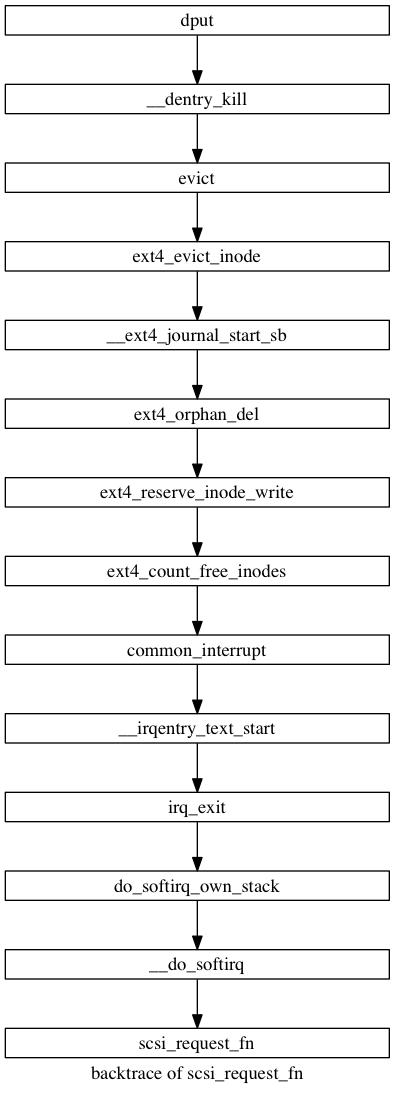 dput
__dentry_kill
evict
ext4_evict_inode
__ext4_journal_start_sb
ext4_orphan_del
ext4_reserve_inode_write
ext4_count_free_inodes
common_interrupt
__irqentry_text_start
irq_exit
do_softirq_own_stack
__do_softirq
scsi_request_fn
backtrace of scsi_request_fn